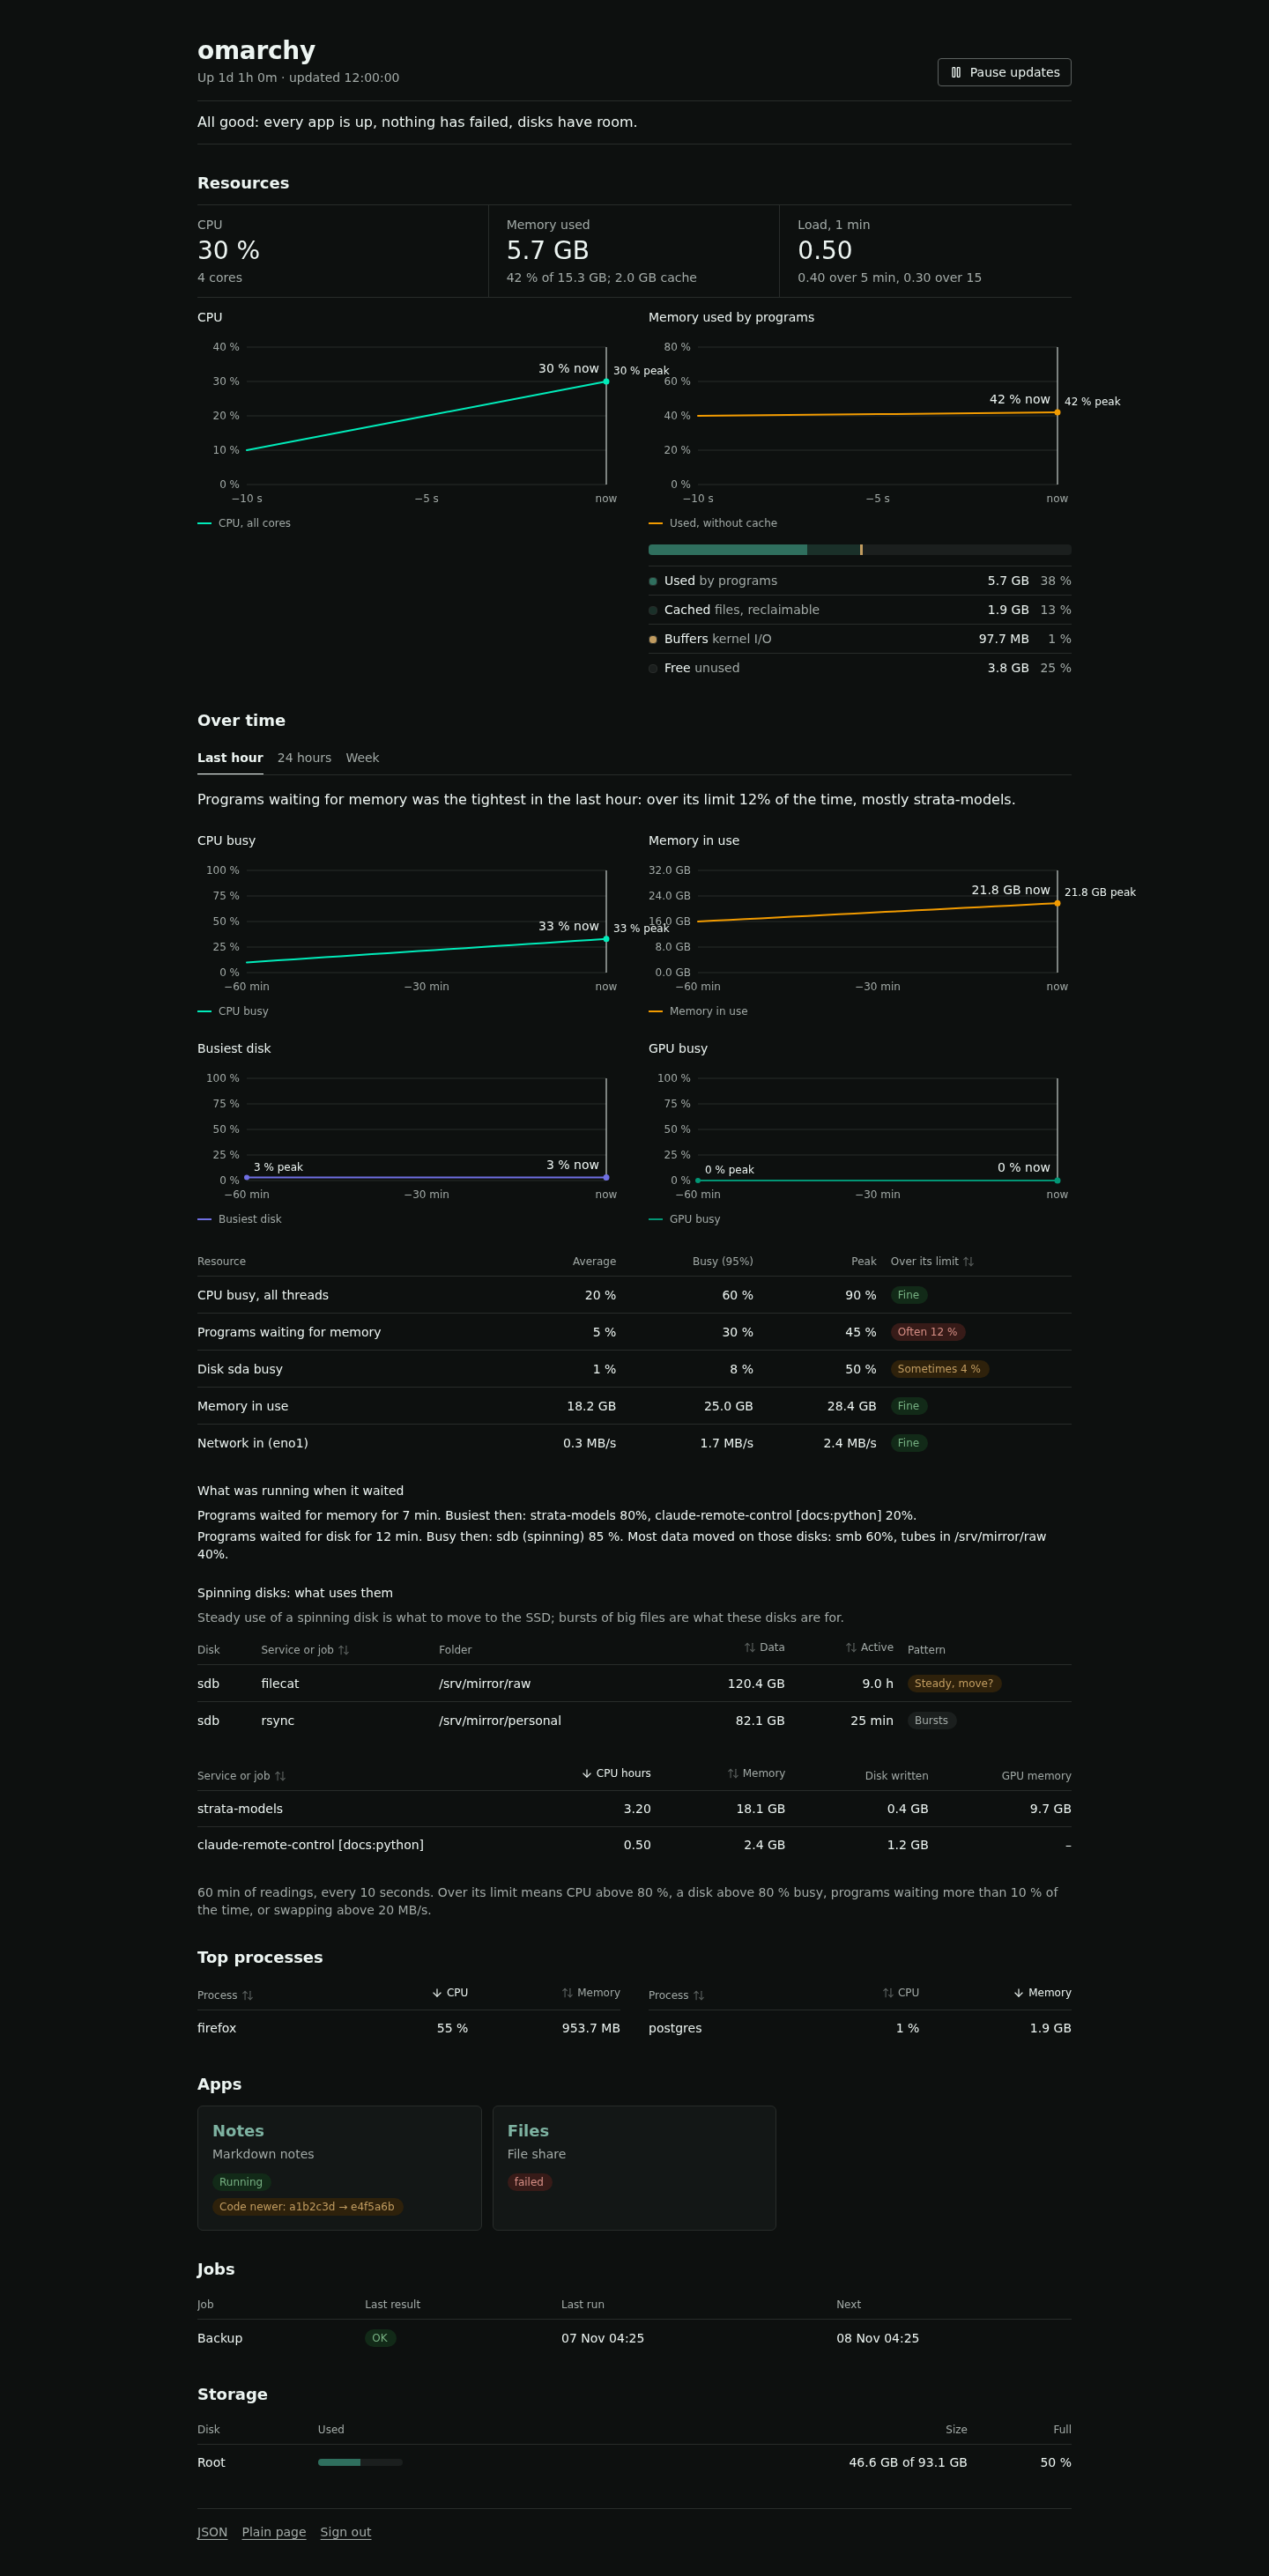 omarchy
Up 1d 1h 0m · updated 12:00:00
Pause updates
All good: every app is up, nothing has failed, disks have room.
Resources
CPU
30 %
4 cores
Memory used
5.7 GB
42 % of 15.3 GB; 2.0 GB cache
Load, 1 min
0.50
0.40 over 5 min, 0.30 over 15
CPU
40 %
30 %
20 %
10 %
0 %
30 % now
30 % peak
−10 s
−5 s
now
CPU, all cores
Memory used by programs
80 %
60 %
40 %
20 %
0 %
42 % now
42 % peak
−10 s
−5 s
now
Used, without cache
Used by programs 5.7 GB 38 %
Cached files, reclaimable 1.9 GB 13 %
Buffers kernel I/O 97.7 MB 1 %
Free unused 3.8 GB 25 %
Over time
Last hour 24 hours Week
Programs waiting for memory was the tightest in the last hour: over its limit 12% of the time, mostly strata-models.
CPU busy
100 %
75 %
50 %
25 %
0 %
33 % now
33 % peak
−60 min
−30 min
now
CPU busy
Memory in use
32.0 GB
24.0 GB
16.0 GB
8.0 GB
0.0 GB
21.8 GB now
21.8 GB peak
−60 min
−30 min
now
Memory in use
Busiest disk
100 %
75 %
50 %
25 %
0 %
3 % peak
3 % now
−60 min
−30 min
now
Busiest disk
GPU busy
100 %
75 %
50 %
25 %
0 %
0 % peak
0 % now
−60 min
−30 min
now
GPU busy
Resource Average Busy (95%) Peak Over its limit
CPU busy, all threads 20 % 60 % 90 % Fine
Programs waiting for memory 5 % 30 % 45 % Often 12 %
Disk sda busy 1 % 8 % 50 % Sometimes 4 %
Memory in use 18.2 GB 25.0 GB 28.4 GB Fine
Network in (eno1) 0.3 MB/s 1.7 MB/s 2.4 MB/s Fine
What was running when it waited
Programs waited for memory for 7 min. Busiest then: strata-models 80%, claude-remote-control [docs:python] 20%.
Programs waited for disk for 12 min. Busy then: sdb (spinning) 85 %. Most data moved on those disks: smb 60%, tubes in /srv/mirror/raw
40%.
Spinning disks: what uses them
Steady use of a spinning disk is what to move to the SSD; bursts of big files are what these disks are for.
Disk Service or job Folder Data Active Pattern
sdb filecat /srv/mirror/raw 120.4 GB 9.0 h Steady, move?
sdb rsync /srv/mirror/personal 82.1 GB 25 min Bursts
Service or job CPU hours Memory Disk written GPU memory
strata-models 3.20 18.1 GB 0.4 GB 9.7 GB
claude-remote-control [docs:python] 0.50 2.4 GB 1.2 GB –
60 min of readings, every 10 seconds. Over its limit means CPU above 80 %, a disk above 80 % busy, programs waiting more than 10 % of
the time, or swapping above 20 MB/s.
Top processes
Process CPU Memory
firefox 55 % 953.7 MB
Process CPU Memory
postgres 1 % 1.9 GB
Apps
Notes
Markdown notes
Running
Code newer: a1b2c3d → e4f5a6b
Files
File share
failed
Jobs
Job Last result Last run Next
Backup OK 07 Nov 04:25 08 Nov 04:25
Storage
Disk Used Size Full
Root 46.6 GB of 93.1 GB 50 %
JSON Plain page Sign out